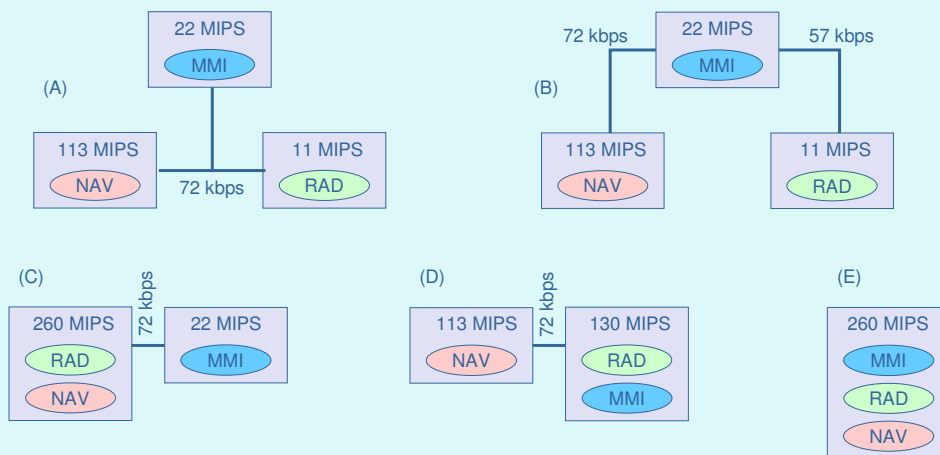 (A)
22 MIPS
MMI
113 MIPS
NAV
72 kbps
11 MIPS
RAD
(B)
72 kbps
22 MIPS
MMI
57 kbps
113 MIPS
NAV
11 MIPS
RAD
(C)
260 MIPS
RAD
NAV
72 kbps
22 MIPS
MMI
(D)
113 MIPS
NAV
72 kbps
130 MIPS
RAD
MMI
(E)
260 MIPS
MMI
RAD
NAV